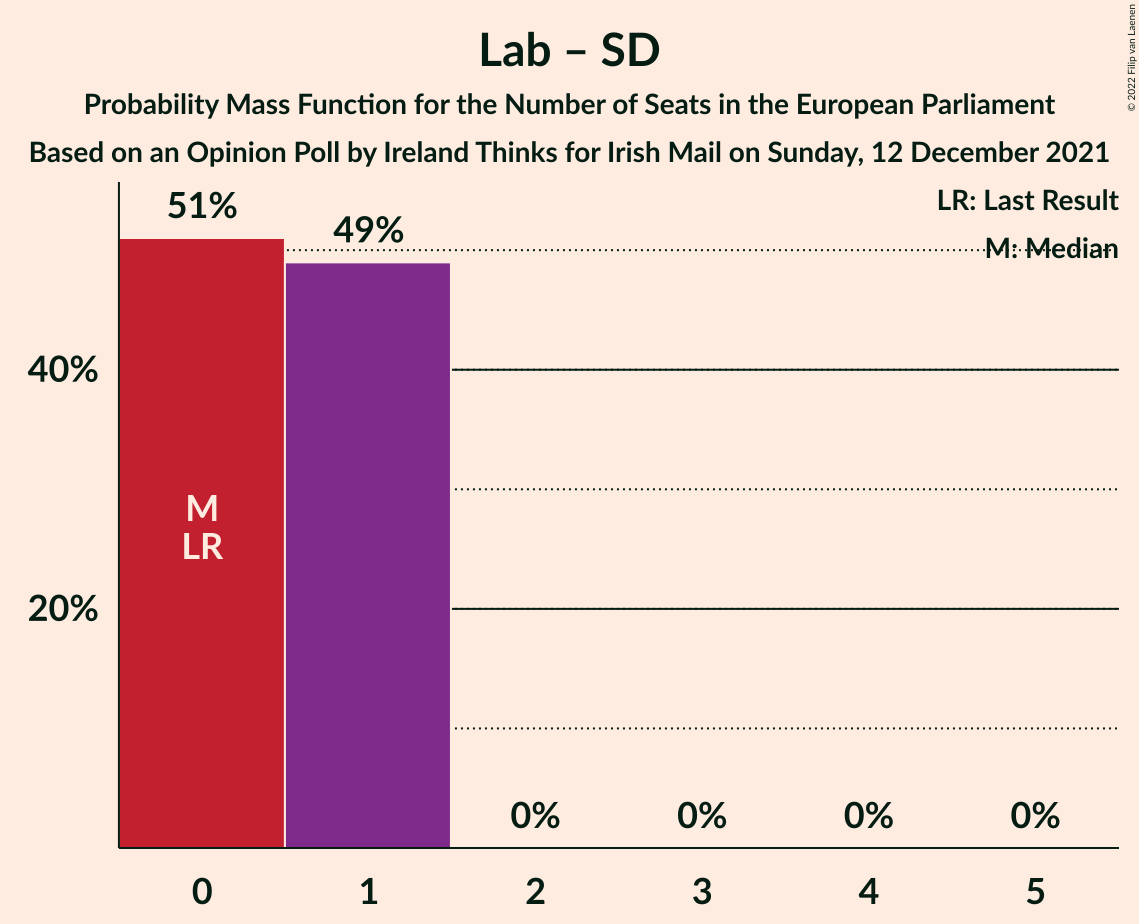 Lab – SD
Probability Mass Function for the Number of Seats in the European Parliament
Based on an Opinion Poll by Ireland Thinks for Irish Mail on Sunday, 12 December 2021
© 2022 Filip van Laenen
LR: Last Result
M: Median
51%
49%
40%
20%
M
LR
0%
0%
0%
0%
0
1
2
3
4
5